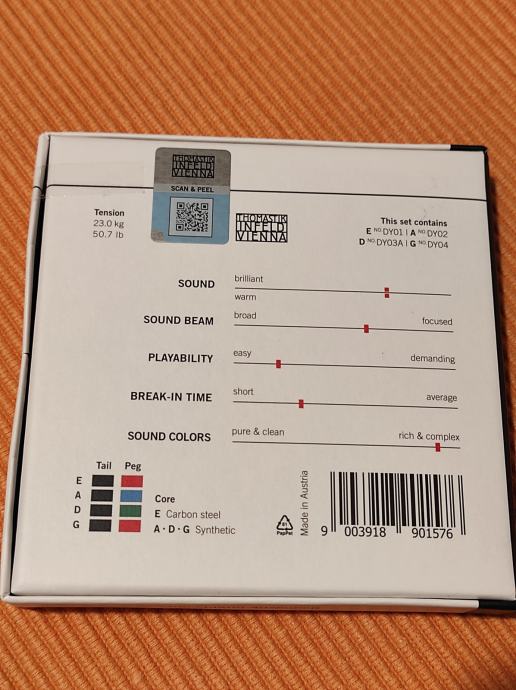 THOMASTIK
INFELD
VIENNA
SCAN & PEEL
Tension
23.0 kg
50.7 lb
THOMASTIK
INFELD
VIENNA
This set contains
E NO DY01 | A NO DY02
D NO DY03A | G NO DY04
SOUND
brilliant
warm
SOUND BEAM
broad
focused
PLAYABILITY
easy
demanding
BREAK-IN TIME
short
average
SOUND COLORS
pure & clean
rich & complex
Tail Peg
E
A
D
G
Core
E Carbon steel
A · D · G Synthetic
81
PapPet
Made in Austria
9 003918 901576